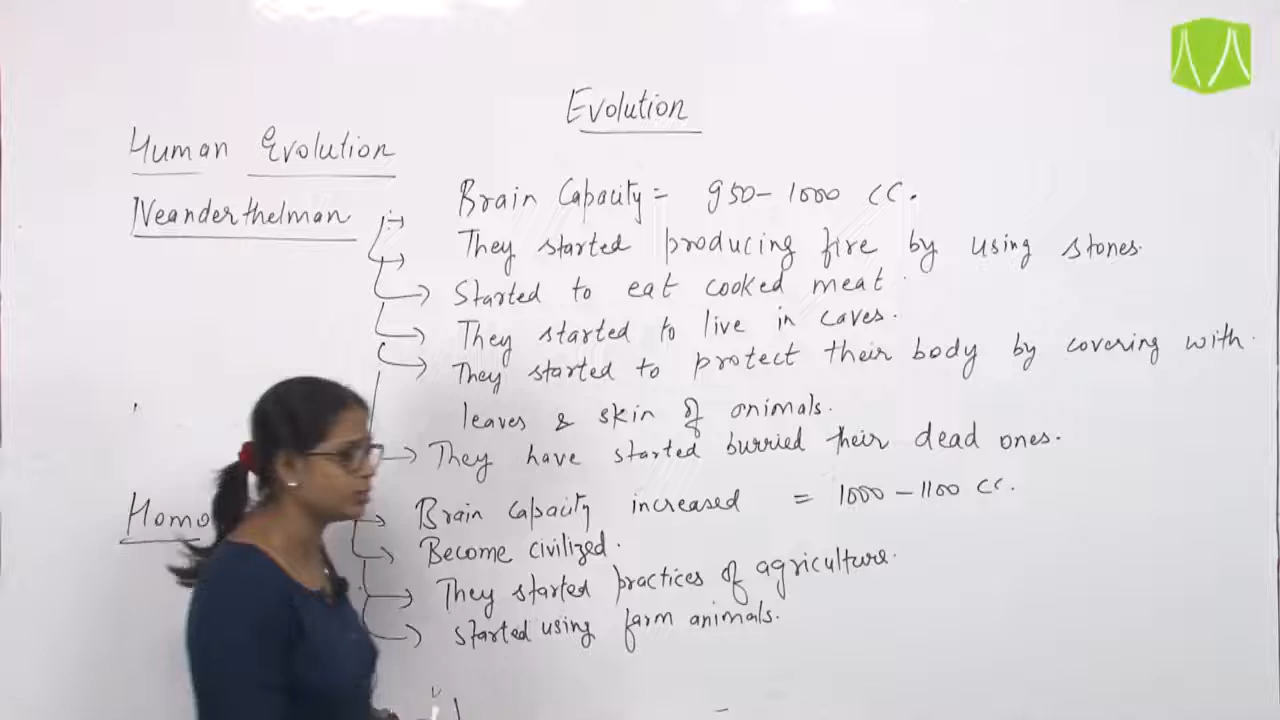 Evolution
Human Evolution
Neanderthelman
Brain Capacity = 950-1000 CC.
They started producing fire by using stones.
Started to eat cooked meat.
They started to live in caves.
They started to protect their body by covering with
leaves & skin of animals.
They have started burried their dead ones.
Homo
Brain Capacity increased = 1000-1100 CC.
Become civilized.
They started practices of agriculture.
Started using farm animals.